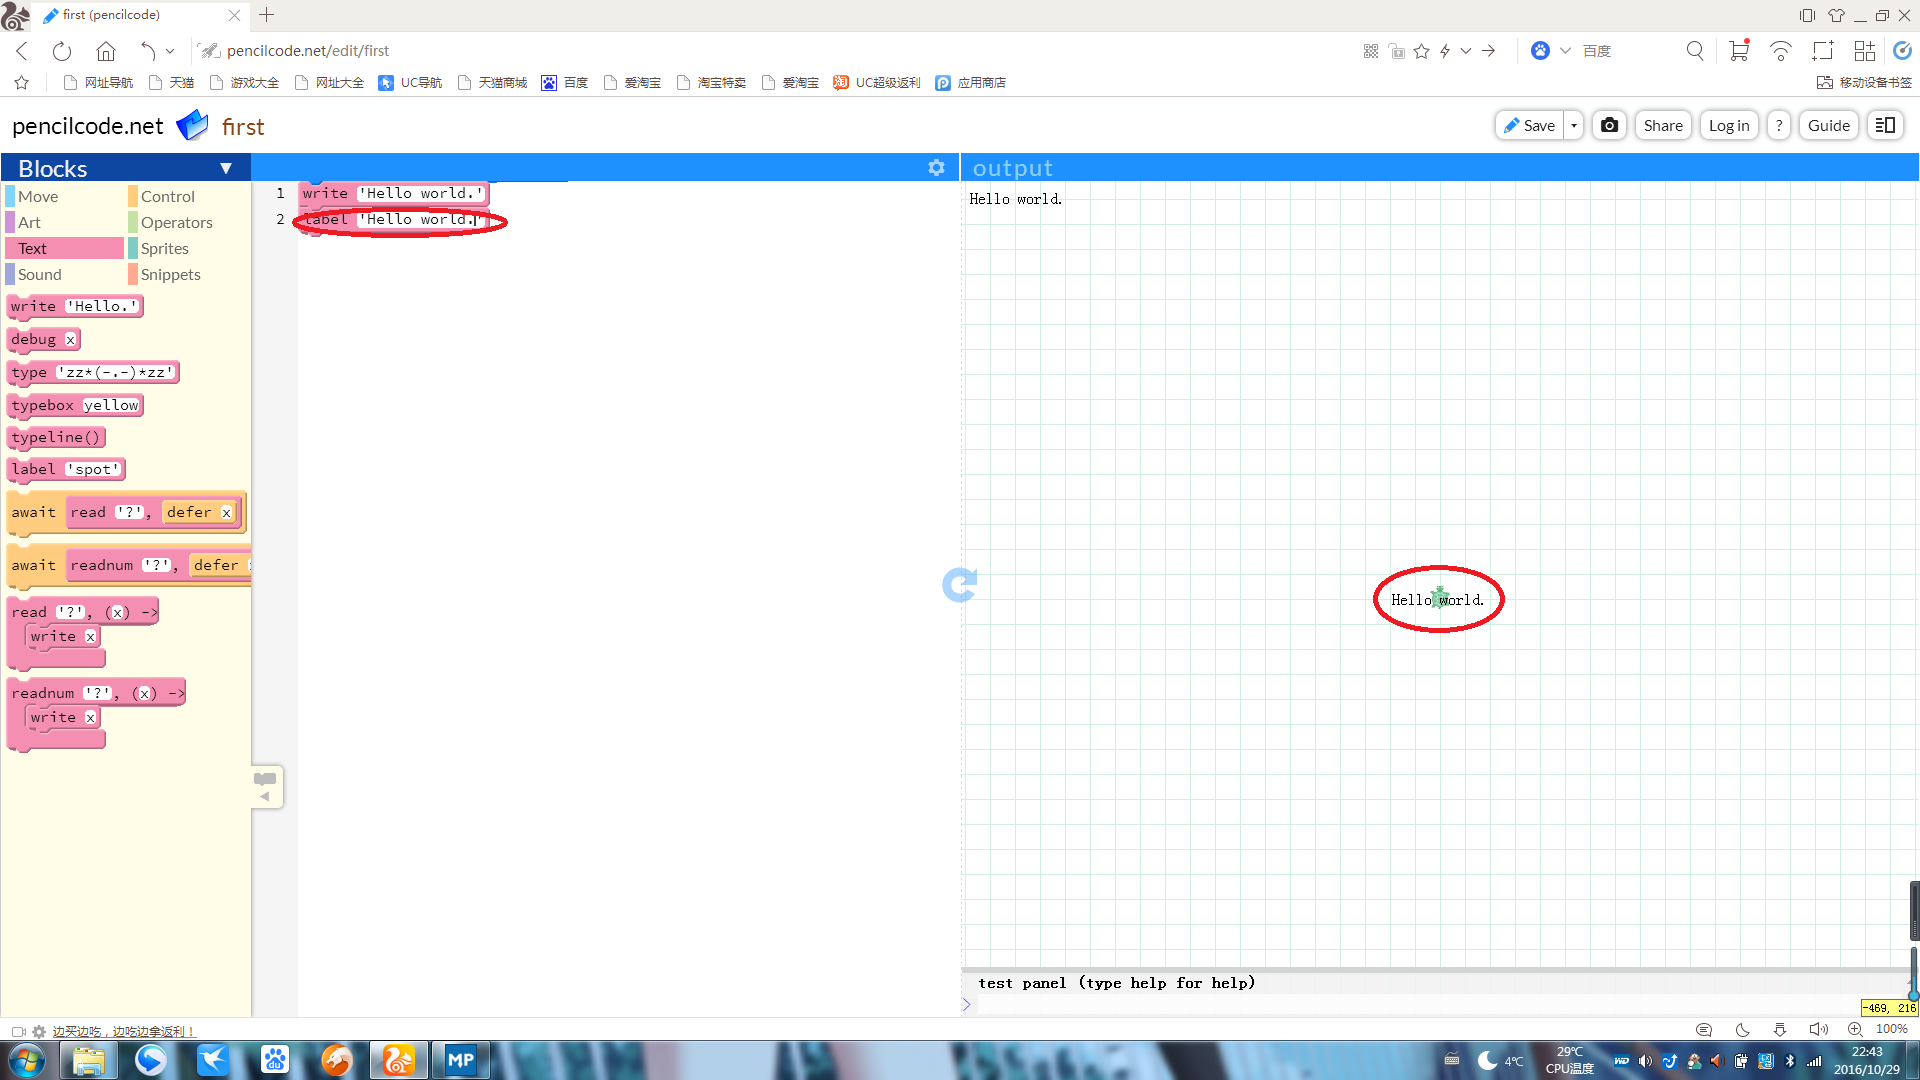 first (pencilcode)
pencilcode.net/edit/first
百度
网址导航 天猫 游戏大全 网址大全 UC导航 天猫商城 百度 爱淘宝 淘宝特卖 爱淘宝 UC超级返利 应用商店 移动设备书签
pencilcode.net first Save Share Log in ? Guide
Blocks
output
Move Control
Art Operators
Text Sprites
Sound Snippets
1 write 'Hello world.'
2 label 'Hello world.'
Hello world.
write 'Hello.'
debug x
type 'zz*(-.-)*zz'
typebox yellow
typeline()
label 'spot'
await read '?', defer x
await readnum '?', defer
read '?', (x) ->
write x
readnum '?', (x) ->
write x
Hello world.
test panel (type help for help)
>
-469, 216
边买边吃，边吃边拿返利！
100%
du
MP
4℃
29℃
CPU温度
22:43
2016/10/29